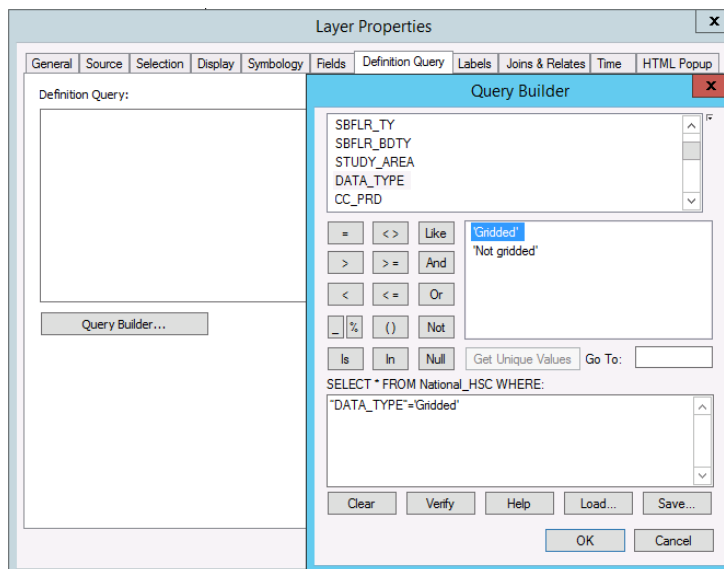 Layer Properties
x
General Source Selection Display Symbology Fields Definition Query Labels Joins & Relates Time HTML Popup
Definition Query:
Query Builder...
Query Builder
x
SBFLR_TY
SBFLR_BDTY
STUDY_AREA
DATA_TYPE
CC_PRD
= < > Like
> > = And
< < = Or
_ % ( ) Not
Is In Null
'Gridded'
'Not gridded'
Get Unique Values Go To:
SELECT * FROM National_HSC WHERE:
"DATA_TYPE"='Gridded'
Clear Verify Help Load... Save...
OK Cancel